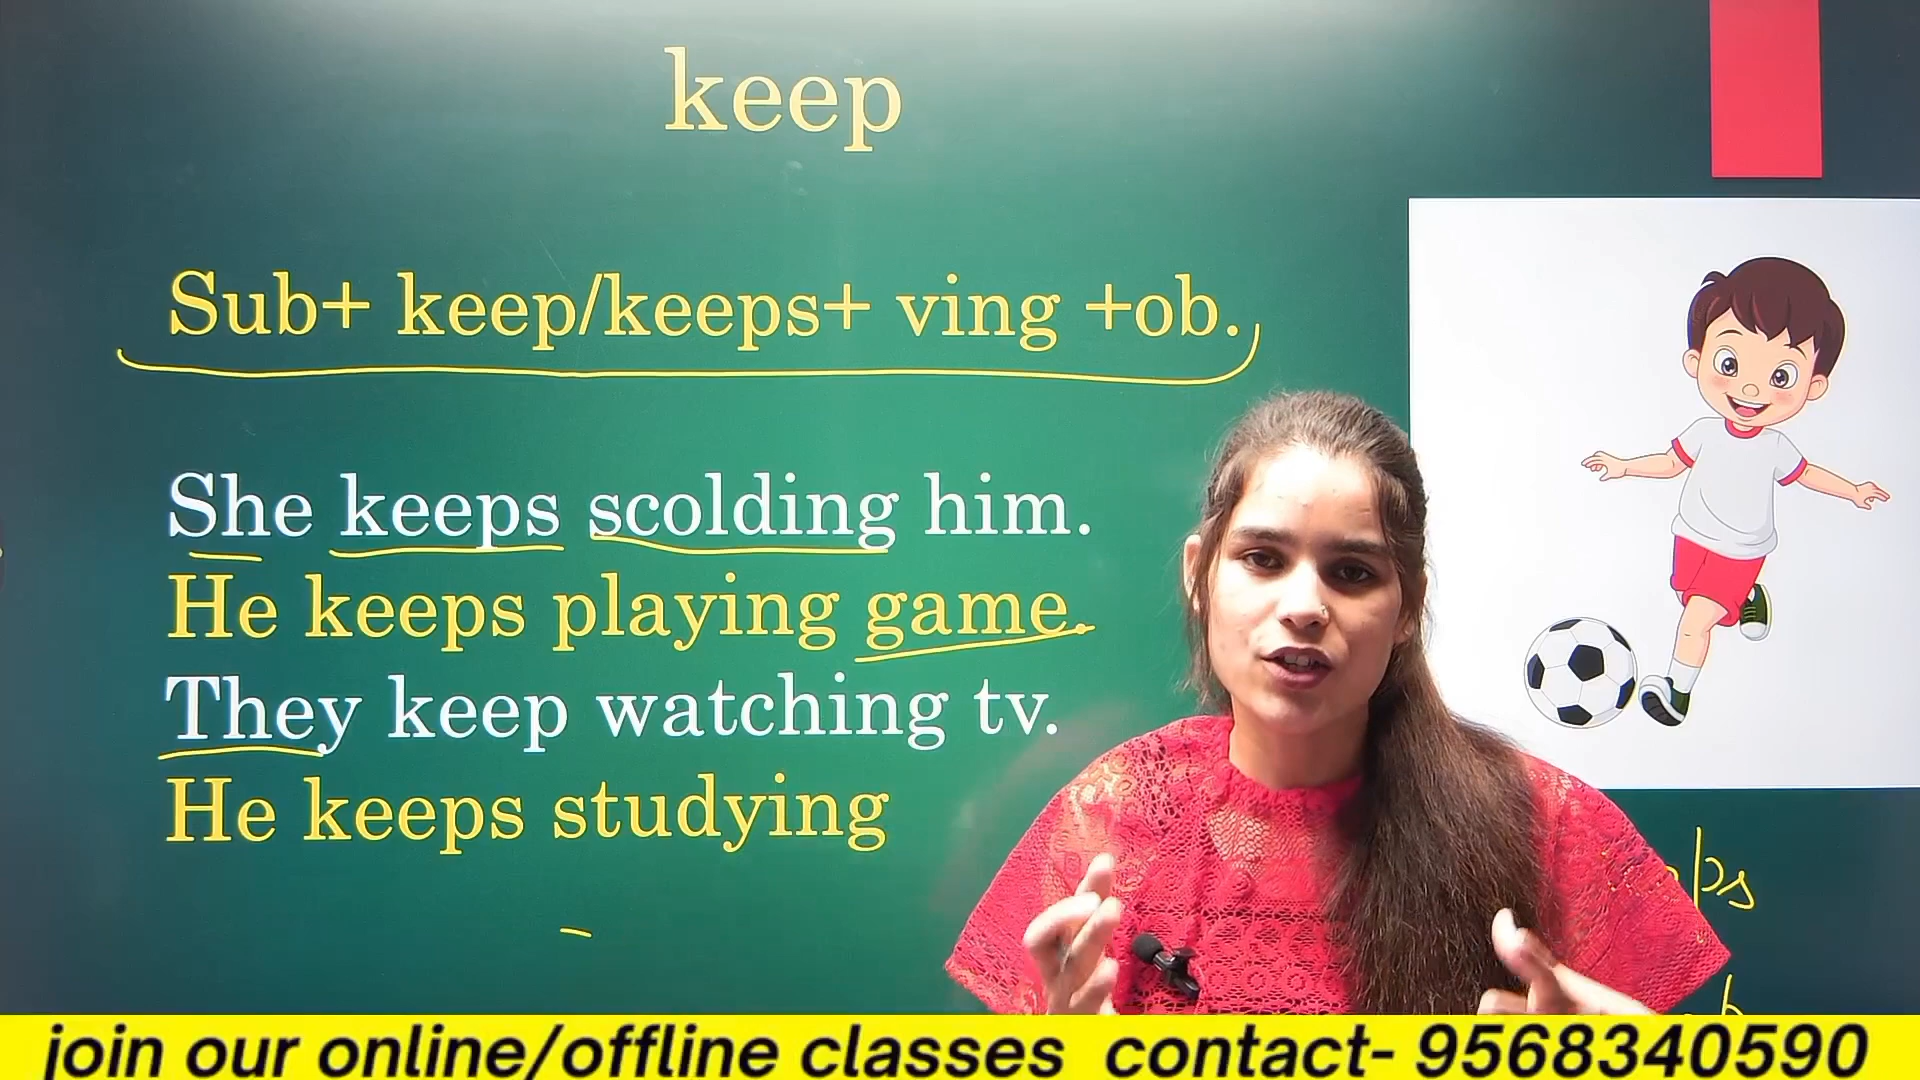 keep
Sub+ keep/keeps+ ving +ob.
She keeps scolding him.
He keeps playing game.
They keep watching tv.
He keeps studying
join our online/offline classes contact- 9568340590